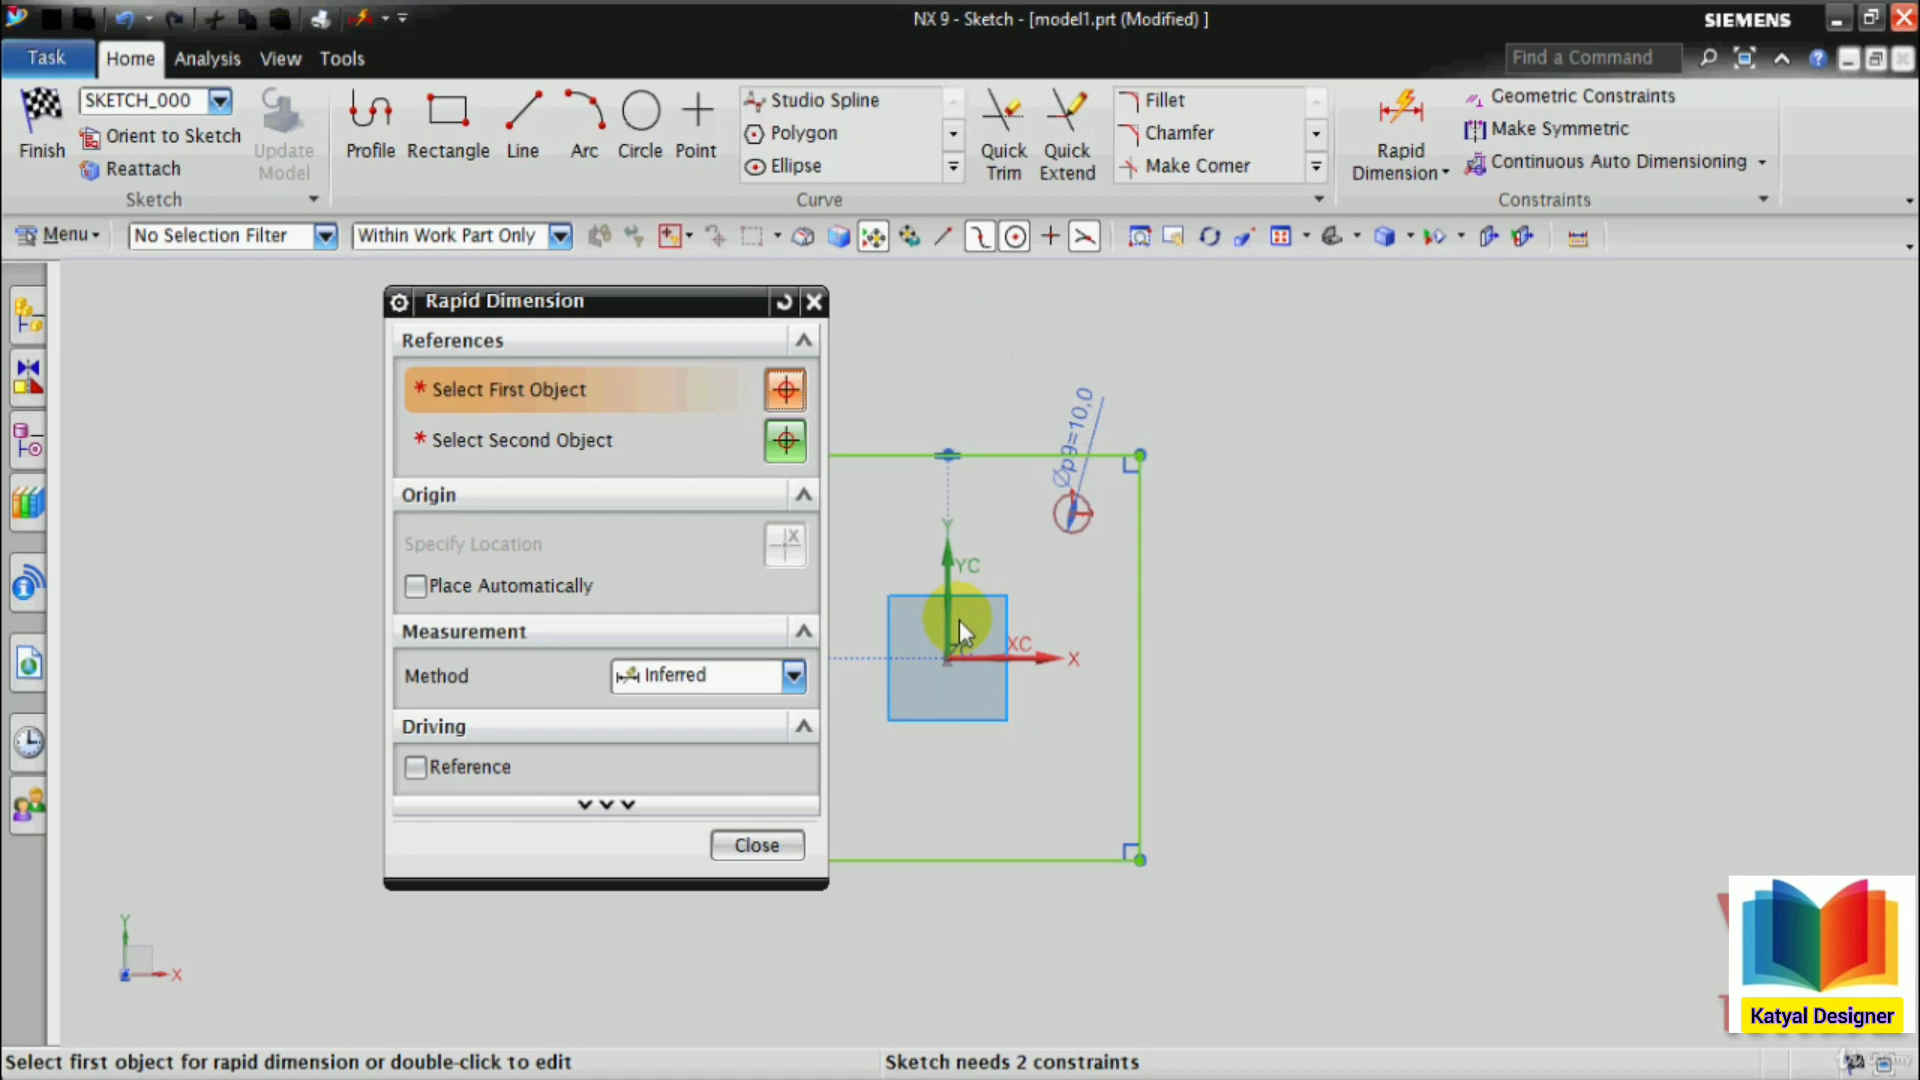 NX 9 - Sketch - [model1.prt (Modified) ]
SIEMENS
Task
Home
Analysis
View
Tools
Find a Command
Finish
SKETCH_000
Orient to Sketch
Reattach
Update
Model
Sketch
Profile
Rectangle
Line
Arc
Circle
Point
Studio Spline
Polygon
Ellipse
Quick
Trim
Quick
Extend
Fillet
Chamfer
Make Corner
Curve
Rapid
Dimension
Geometric Constraints
Make Symmetric
Continuous Auto Dimensioning
Constraints
Menu
No Selection Filter
Within Work Part Only
Rapid Dimension
References
* Select First Object
* Select Second Object
Origin
Specify Location
Place Automatically
Measurement
Method
Inferred
Driving
Reference
Close
Øp9=10,0
Y
YC
XC
X
Y
X
Katyal Designer
Select first object for rapid dimension or double-click to edit
Sketch needs 2 constraints